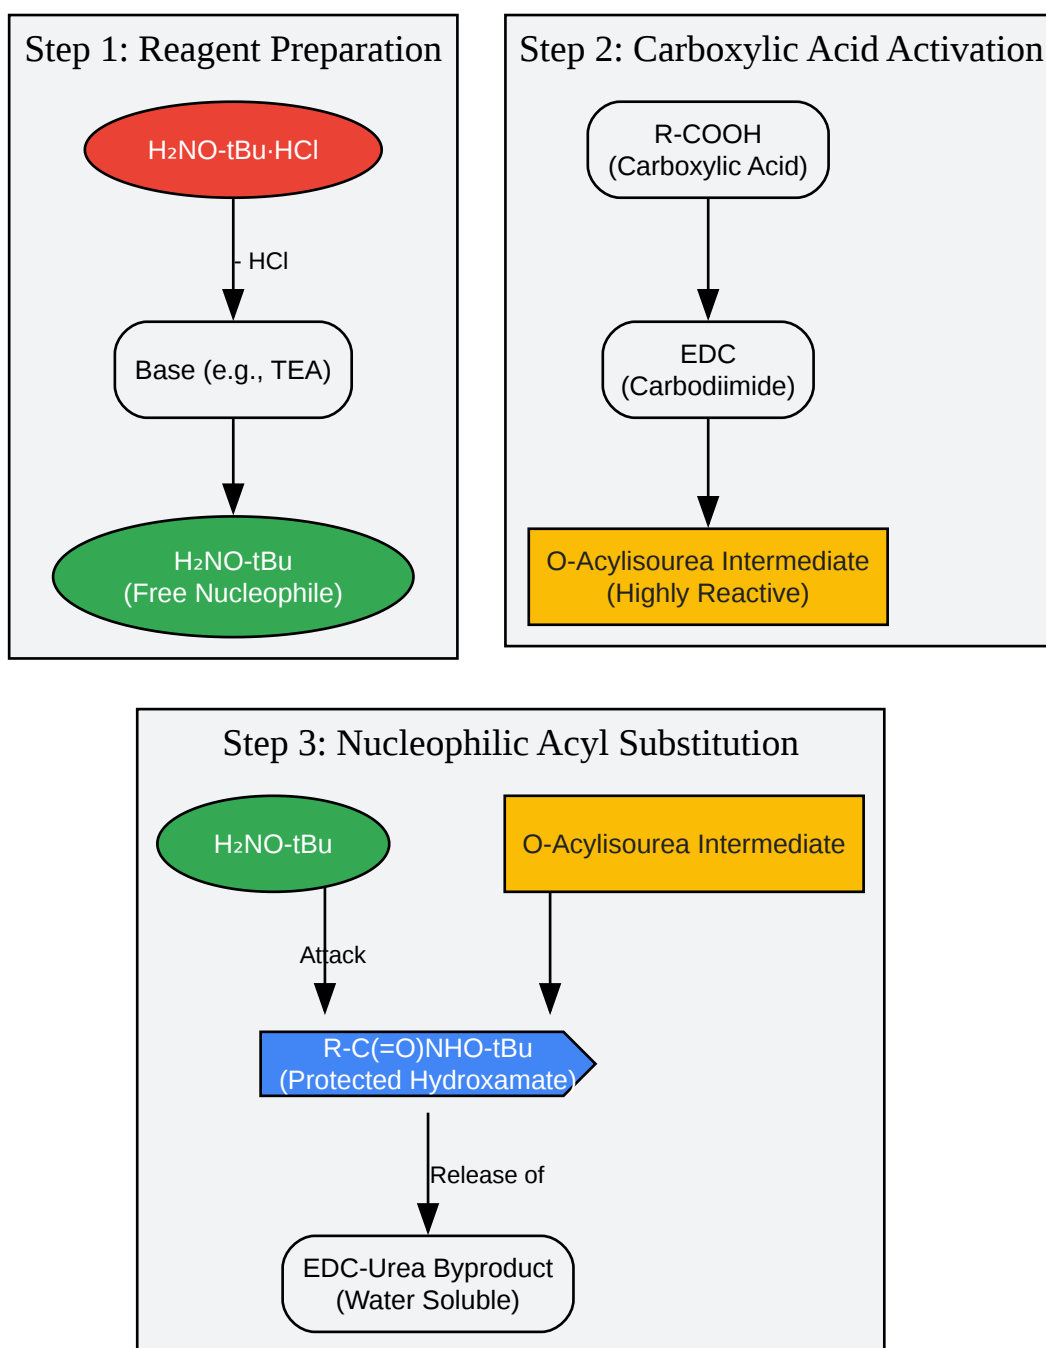 Step 1: Reagent Preparation
H₂NO-tBu·HCl
- HCl
Base (e.g., TEA)
H₂NO-tBu
(Free Nucleophile)
Step 2: Carboxylic Acid Activation
R-COOH
(Carboxylic Acid)
EDC
(Carbodiimide)
O-Acylisourea Intermediate
(Highly Reactive)
Step 3: Nucleophilic Acyl Substitution
H₂NO-tBu
O-Acylisourea Intermediate
Attack
R-C(=O)NHO-tBu
(Protected Hydroxamate)
Release of
EDC-Urea Byproduct
(Water Soluble)